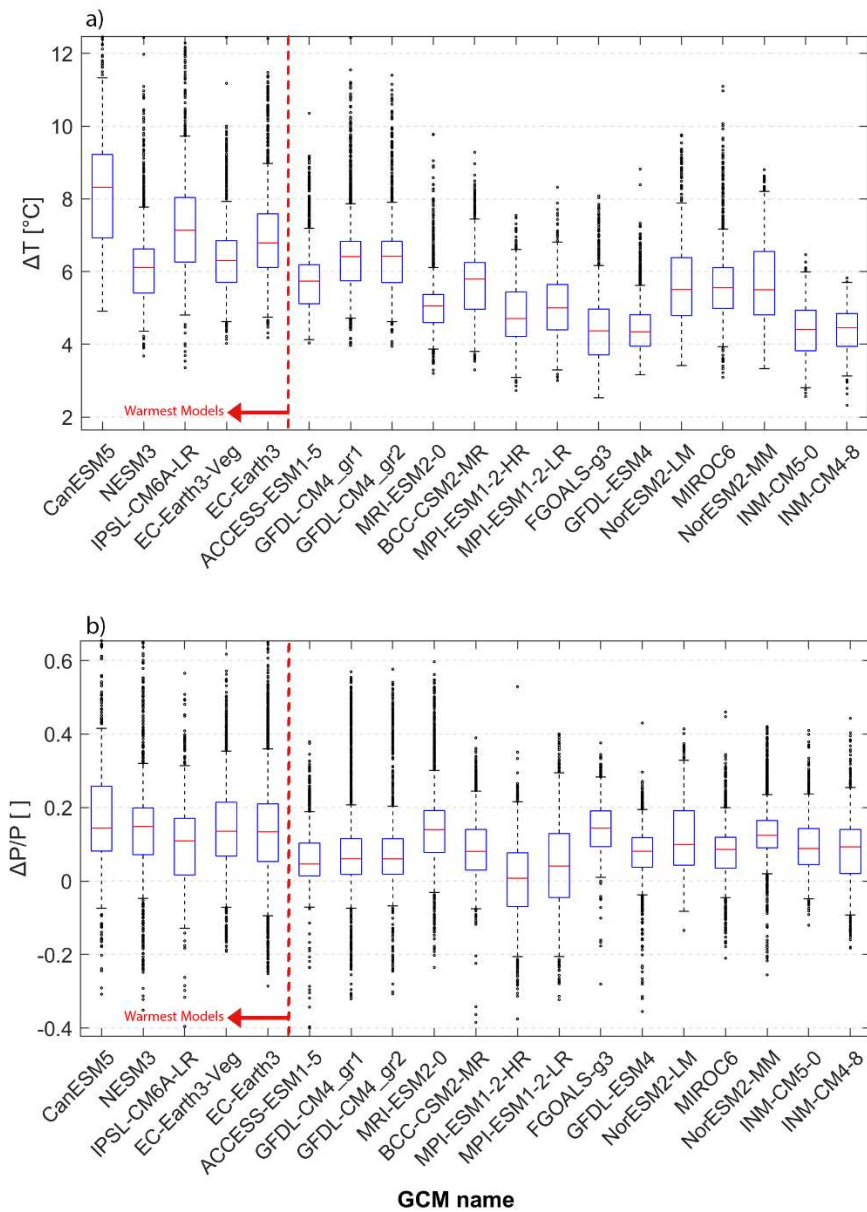 a)
12
10
8
6
4
2
ΔT [°C]
Warmest Models
CanESM5
NESM3
IPSL-CM6A-LR
EC-Earth3-Veg
EC-Earth3
ACCESS-ESM1-5
GFDL-CM4_gr1
GFDL-CM4_gr2
MRI-ESM2-0
BCC-CSM2-MR
MPI-ESM1-2-HR
MPI-ESM1-2-LR
FGOALS-g3
GFDL-ESM4
NorESM2-LM
MIROC6
NorESM2-MM
INM-CM5-0
INM-CM4-8
b)
0.6
0.4
0.2
0
-0.2
-0.4
ΔP/P [ ]
Warmest Models
CanESM5
NESM3
IPSL-CM6A-LR
EC-Earth3-Veg
EC-Earth3
ACCESS-ESM1-5
GFDL-CM4_gr1
GFDL-CM4_gr2
MRI-ESM2-0
BCC-CSM2-MR
MPI-ESM1-2-HR
MPI-ESM1-2-LR
FGOALS-g3
GFDL-ESM4
NorESM2-LM
MIROC6
NorESM2-MM
INM-CM5-0
INM-CM4-8
GCM name